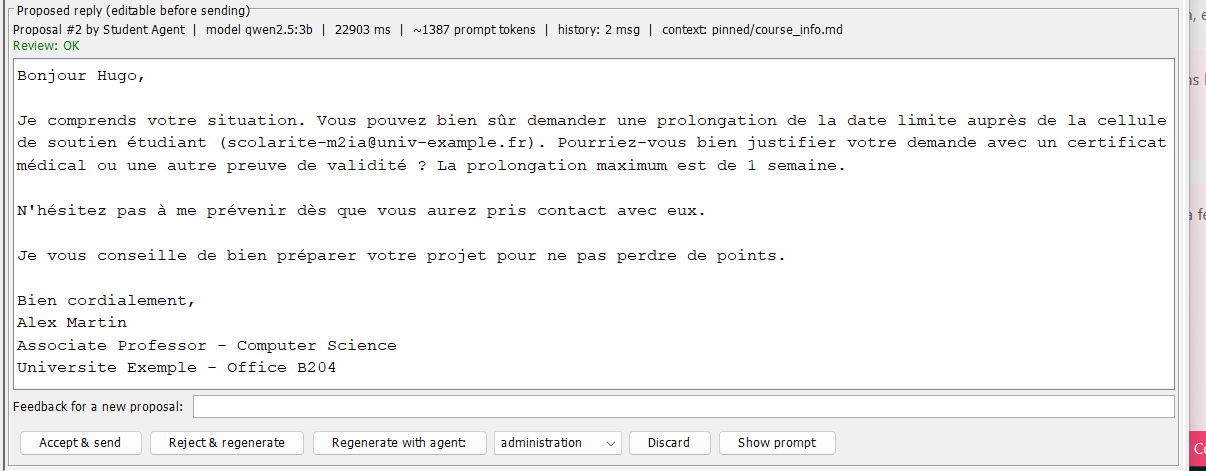 Proposed reply (editable before sending)
Proposal #2 by Student Agent | model qwen2.5:3b | 22903 ms | ~1387 prompt tokens | history: 2 msg | context: pinned/course_info.md
Review: OK
Bonjour Hugo,
Je comprends votre situation. Vous pouvez bien sûr demander une prolongation de la date limite auprès de la cellule
de soutien étudiant (scolarite-m2ia@univ-example.fr). Pourriez-vous bien justifier votre demande avec un certificat
médical ou une autre preuve de validité ? La prolongation maximum est de 1 semaine.
N'hésitez pas à me prévenir dès que vous aurez pris contact avec eux.
Je vous conseille de bien préparer votre projet pour ne pas perdre de points.
Bien cordialement,
Alex Martin
Associate Professor - Computer Science
Universite Exemple - Office B204
Feedback for a new proposal:
Accept & send Reject & regenerate Regenerate with agent: administration Discard Show prompt